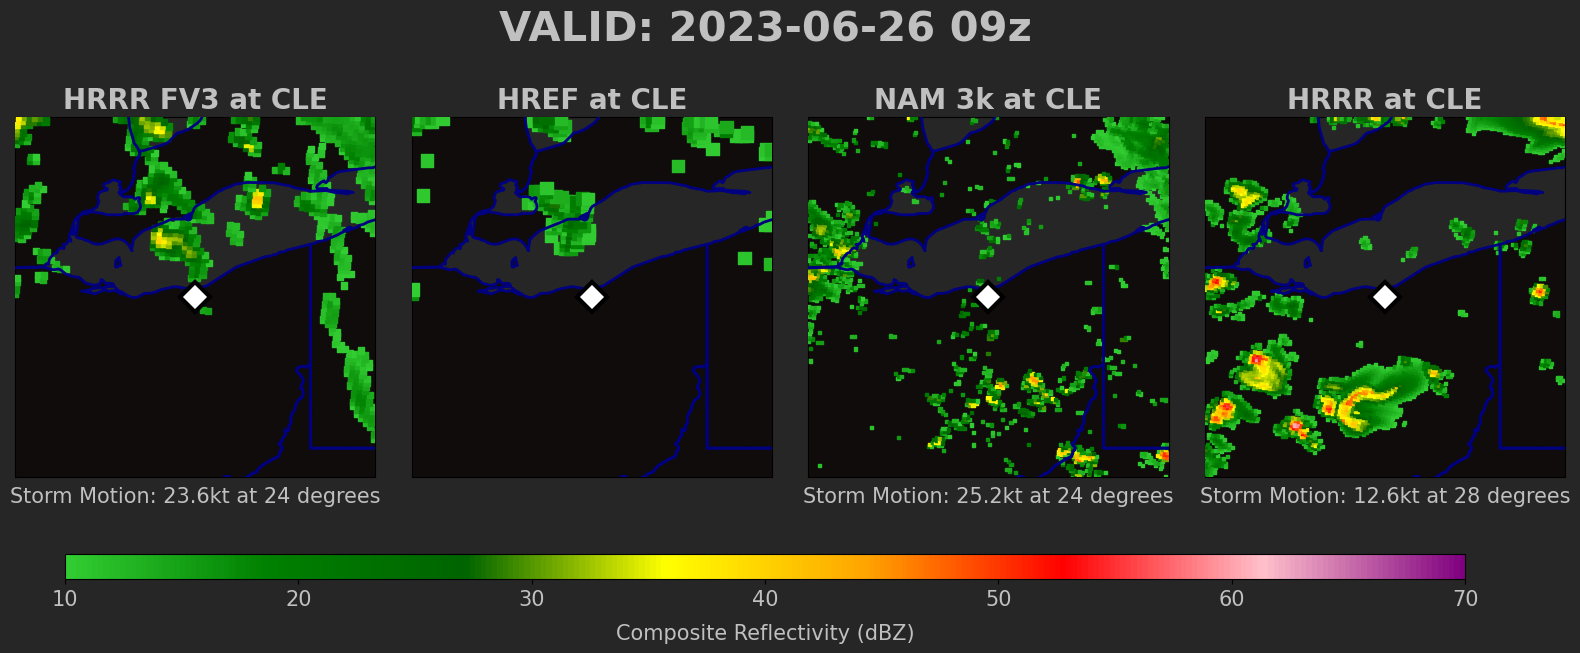 VALID: 2023-06-26 09z
HRRR FV3 at CLE
HREF at CLE
NAM 3k at CLE
HRRR at CLE
Storm Motion: 23.6kt at 24 degrees
Storm Motion: 25.2kt at 24 degrees
Storm Motion: 12.6kt at 28 degrees
10 20 30 40 50 60 70
Composite Reflectivity (dBZ)